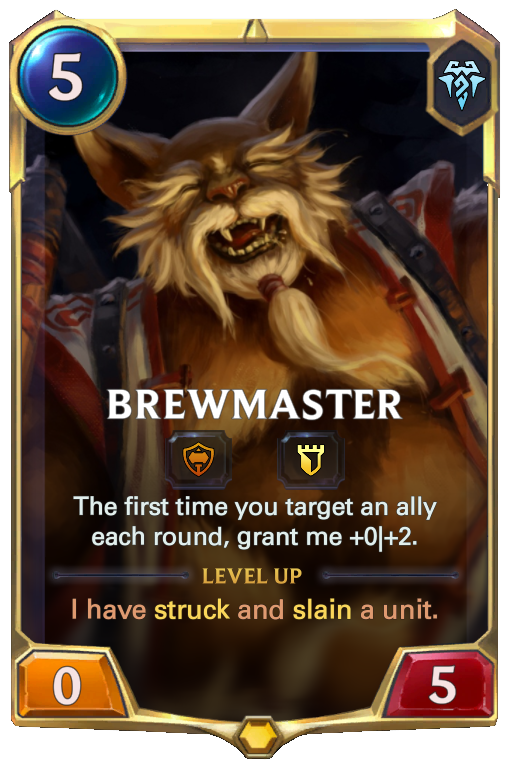 5
BREWMASTER
The first time you target an ally
each round, grant me +0|+2.
LEVEL UP
I have struck and slain a unit.
0
5